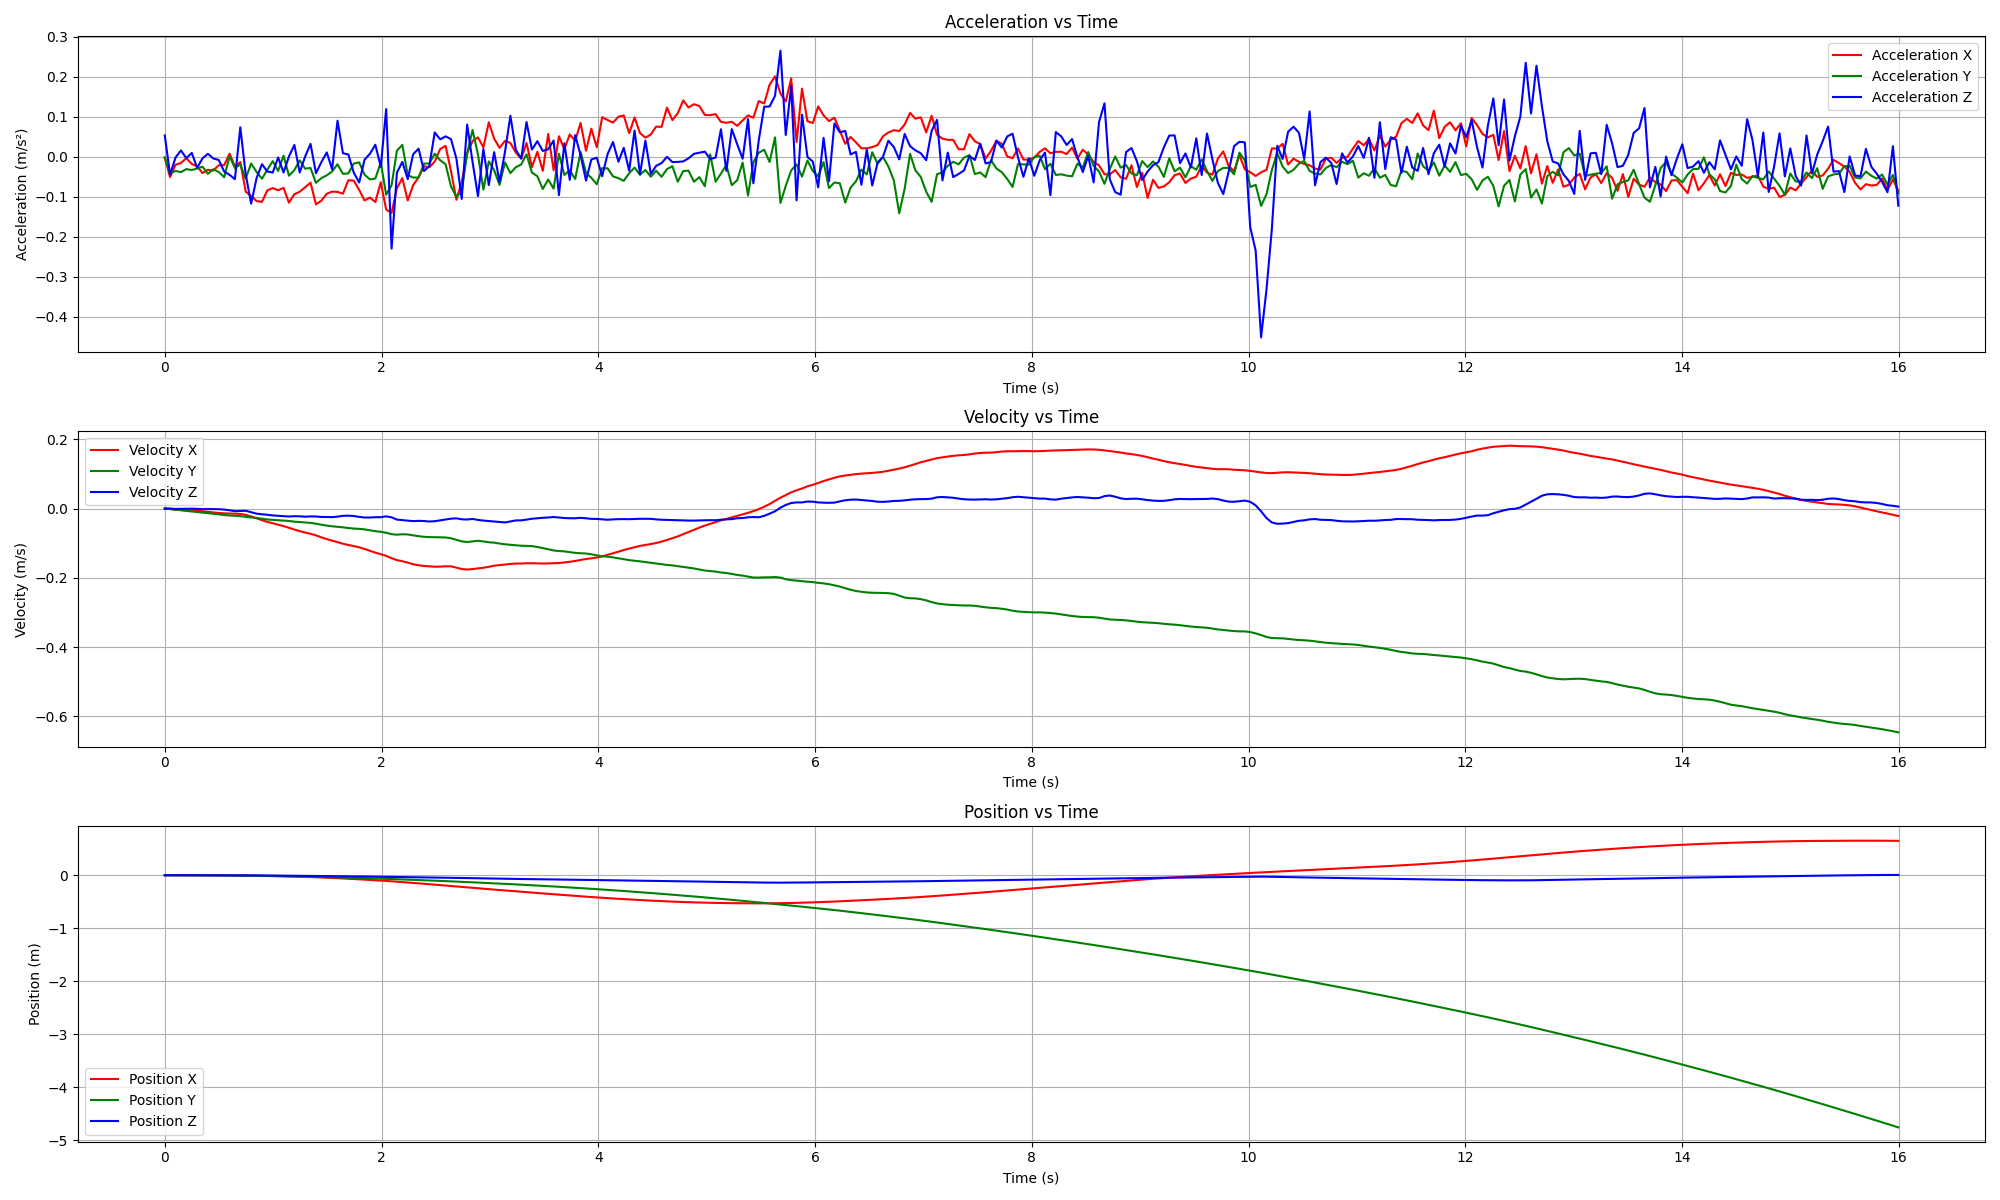 Acceleration vs Time
Acceleration (m/s²)
0.3
0.2
0.1
0.0
−0.1
−0.2
−0.3
−0.4
Acceleration X
Acceleration Y
Acceleration Z
0 2 4 6 8 10 12 14 16
Time (s)
Velocity vs Time
Velocity (m/s)
0.2
0.0
−0.2
−0.4
−0.6
Velocity X
Velocity Y
Velocity Z
0 2 4 6 8 10 12 14 16
Time (s)
Position vs Time
Position (m)
0
−1
−2
−3
−4
−5
Position X
Position Y
Position Z
0 2 4 6 8 10 12 14 16
Time (s)